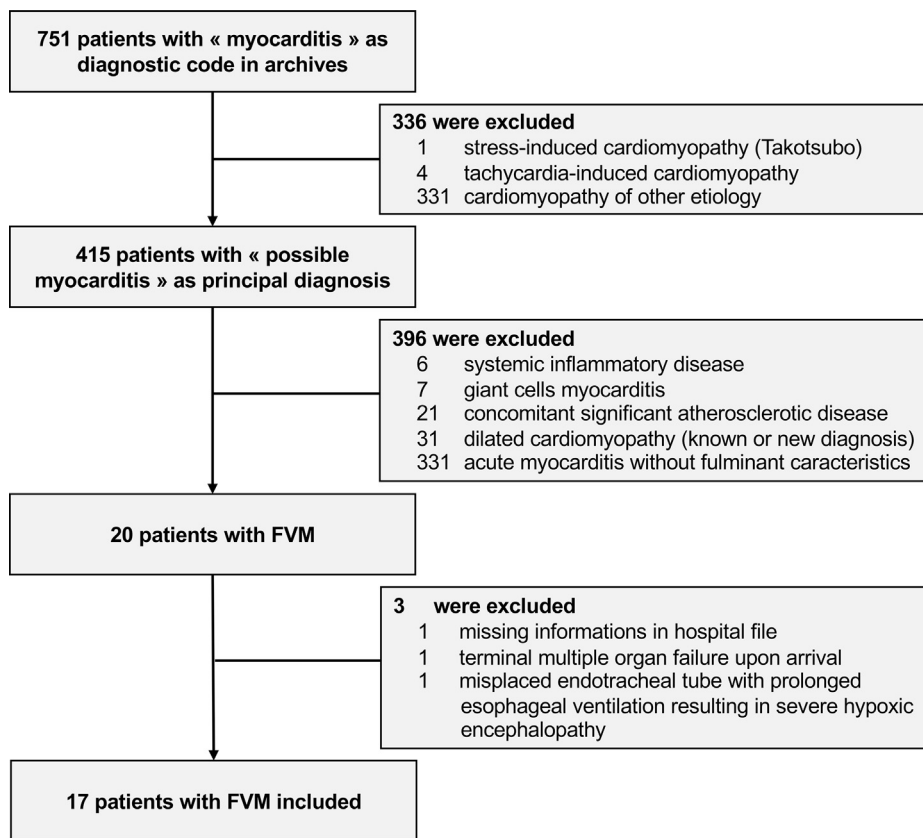 751 patients with « myocarditis » as
diagnostic code in archives
336 were excluded
1 stress-induced cardiomyopathy (Takotsubo)
4 tachycardia-induced cardiomyopathy
331 cardiomyopathy of other etiology
415 patients with « possible
myocarditis » as principal diagnosis
396 were excluded
6 systemic inflammatory disease
7 giant cells myocarditis
21 concomitant significant atherosclerotic disease
31 dilated cardiomyopathy (known or new diagnosis)
331 acute myocarditis without fulminant caracteristics
20 patients with FVM
3 were excluded
1 missing informations in hospital file
1 terminal multiple organ failure upon arrival
1 misplaced endotracheal tube with prolonged
esophageal ventilation resulting in severe hypoxic
encephalopathy
17 patients with FVM included